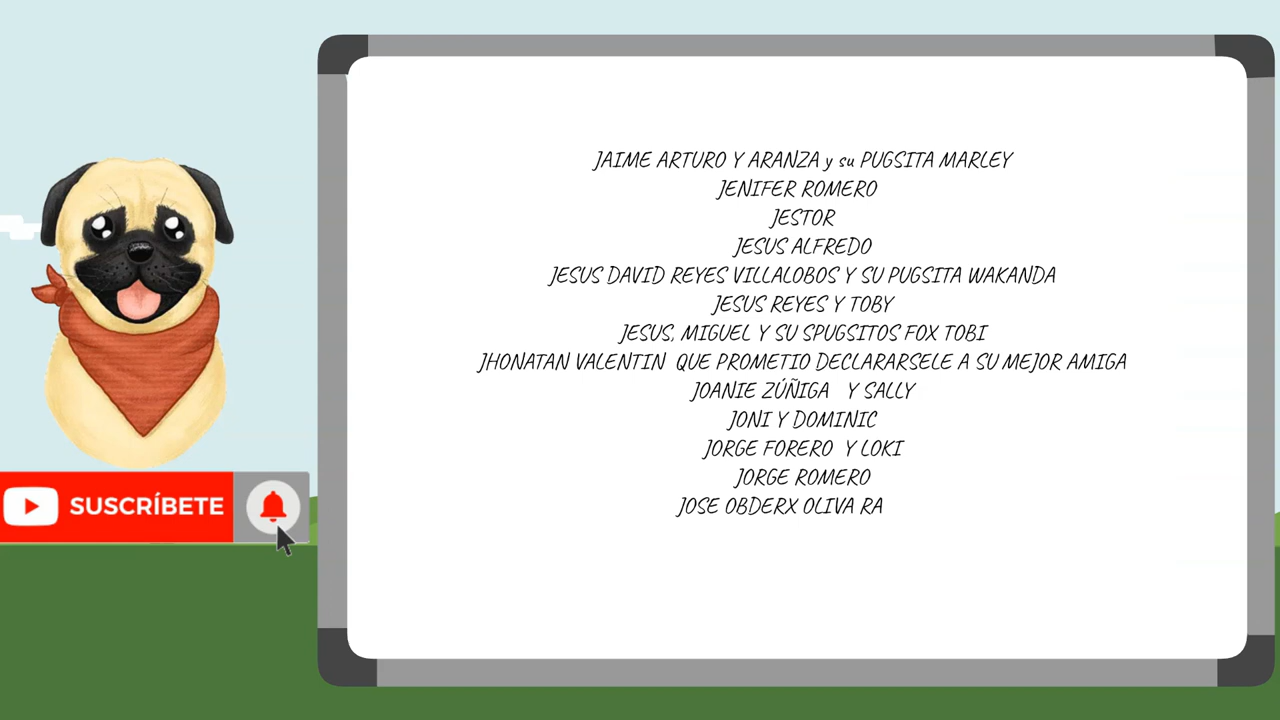 JAIME ARTURO Y ARANZA y su PUGSITA MARLEY
JENIFER ROMERO
JESTOR
JESUS ALFREDO
JESUS DAVID REYES VILLALOBOS Y SU PUGSITA WAKANDA
JESUS REYES Y TOBY
JESUS, MIGUEL Y SU SPUGSITOS FOX TOBI
JHONATAN VALENTIN QUE PROMETIO DECLARARSELE A SU MEJOR AMIGA
JOANIE ZÚÑIGA Y SALLY
JONI Y DOMINIC
JORGE FORERO Y LOKI
JORGE ROMERO
JOSE OBDERX OLIVA RA
SUSCRÍBETE